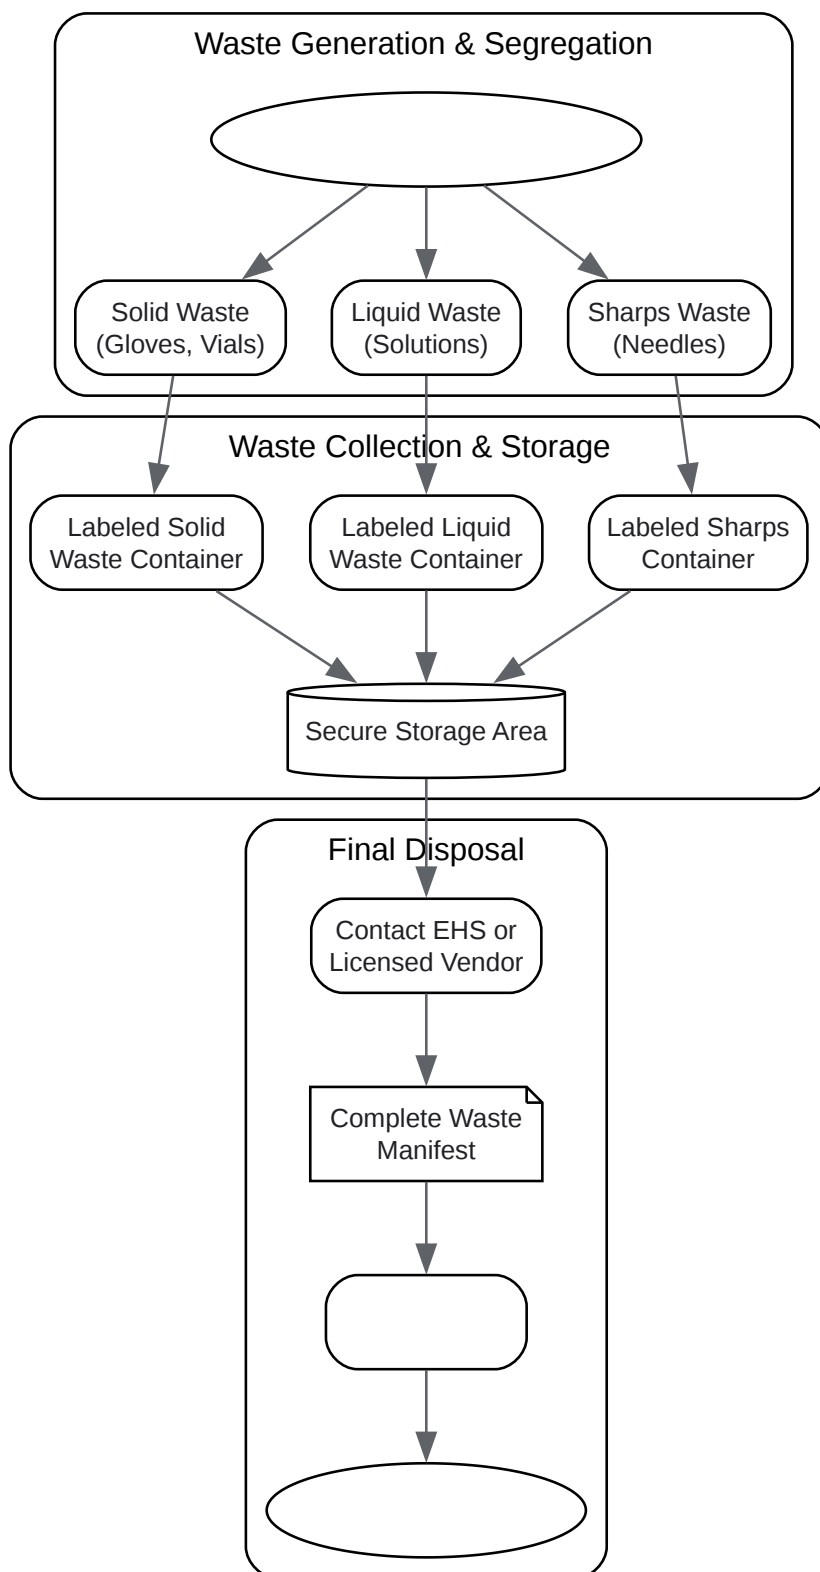 Waste Generation & Segregation
Solid Waste
(Gloves, Vials)
Liquid Waste
(Solutions)
Sharps Waste
(Needles)
Waste Collection & Storage
Labeled Solid
Waste Container
Labeled Liquid
Waste Container
Labeled Sharps
Container
Secure Storage Area
Final Disposal
Contact EHS or
Licensed Vendor
Complete Waste
Manifest